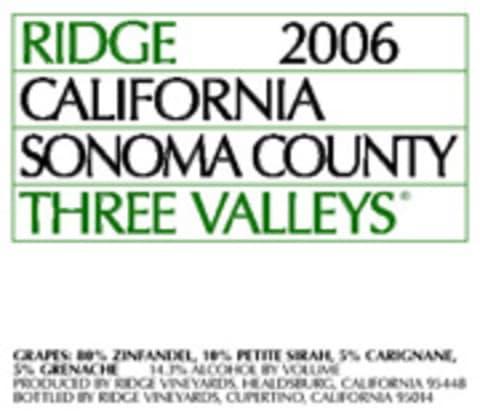 RIDGE 2006
CALIFORNIA
SONOMA COUNTY
THREE VALLEYS®
GRAPES: 80% ZINFANDEL, 10% PETITE SIRAH, 5% CARIGNANE,
5% GRENACHE 14.3% ALCOHOL BY VOLUME
PRODUCED BY RIDGE VINEYARDS, HEALDSBURG, CALIFORNIA 95448
BOTTLED BY RIDGE VINEYARDS, CUPERTINO, CALIFORNIA 95014